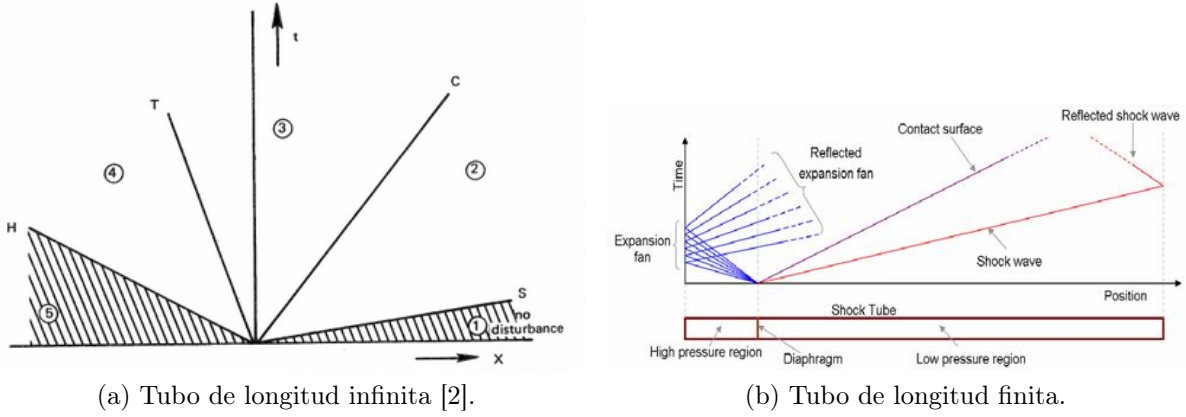 t
C
T
③
④
②
H
S
⑤
①
no
disturbance
X
(a) Tubo de longitud infinita [2].
Reflected shock wave
Contact surface
Reflected
expansion fan
Time
Expansion
fan
Shock wave
Position
Shock Tube
High pressure region
Diaphragm
Low pressure region
(b) Tubo de longitud finita.